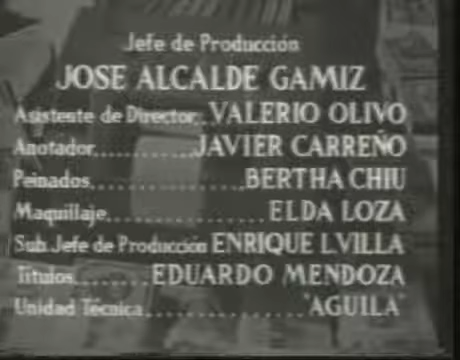 Jefe de Producción
JOSE ALCALDE GAMIZ
Asistente de Director..VALERIO OLIVO
Anotador............JAVIER CARREÑO
Peinados..................BERTHA CHIU
Maquillaje..................ELDA LOZA
Sub Jefe de Producción ENRIQUE L.VILLA
Titulos.........EDUARDO MENDOZA
Unidad Técnica..................."AGUILA"